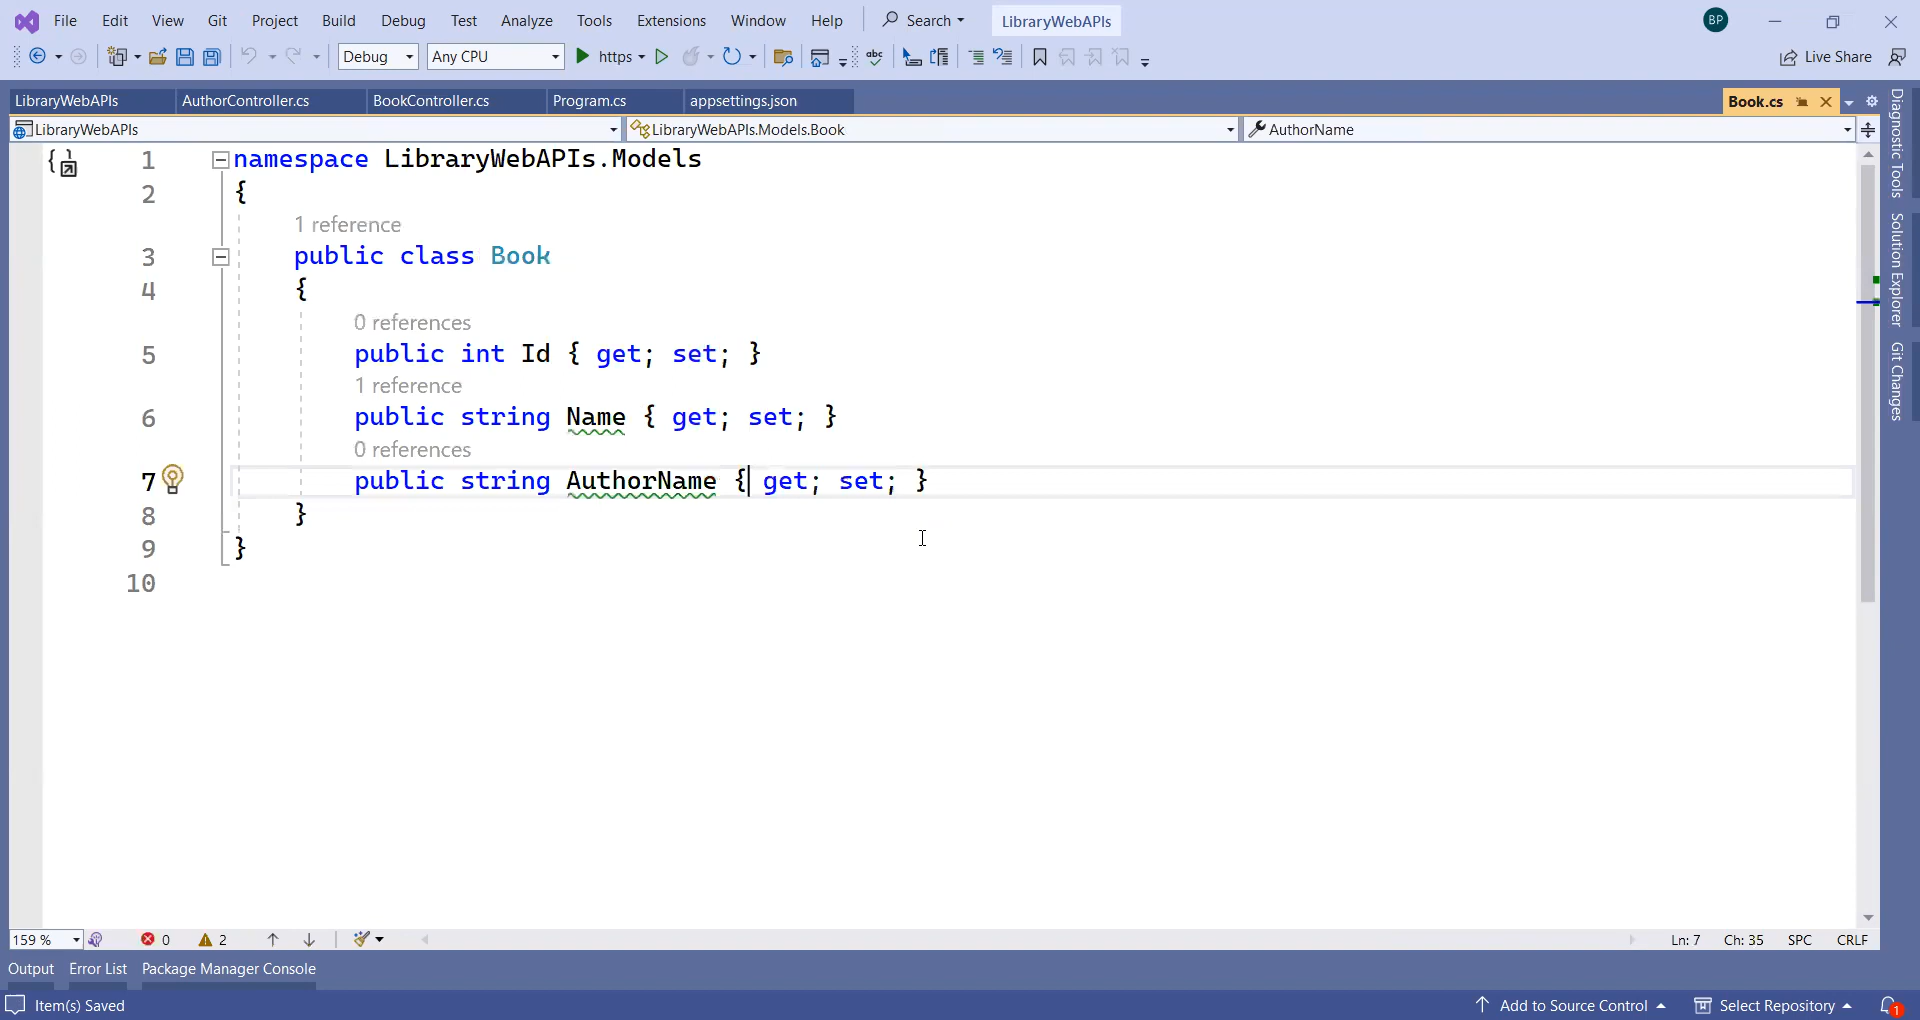 File Edit View Git Project Build Debug Test Analyze Tools Extensions Window Help Search LibraryWebAPIs BP
Debug Any CPU https abc Live Share
LibraryWebAPIs AuthorController.cs BookController.cs Program.cs appsettings.json Book.cs
LibraryWebAPIs LibraryWebAPIs.Models.Book AuthorName
1 namespace LibraryWebAPIs.Models
2 {
1 reference
3 public class Book
4 {
0 references
5 public int Id { get; set; }
1 reference
6 public string Name { get; set; }
0 references
7 public string AuthorName { get; set; }
8 }
9 }
10
Diagnostic Tools
Solution Explorer
Git Changes
159 % 0 2 Ln: 7 Ch: 35 SPC CRLF
Output Error List Package Manager Console
Item(s) Saved Add to Source Control Select Repository 1